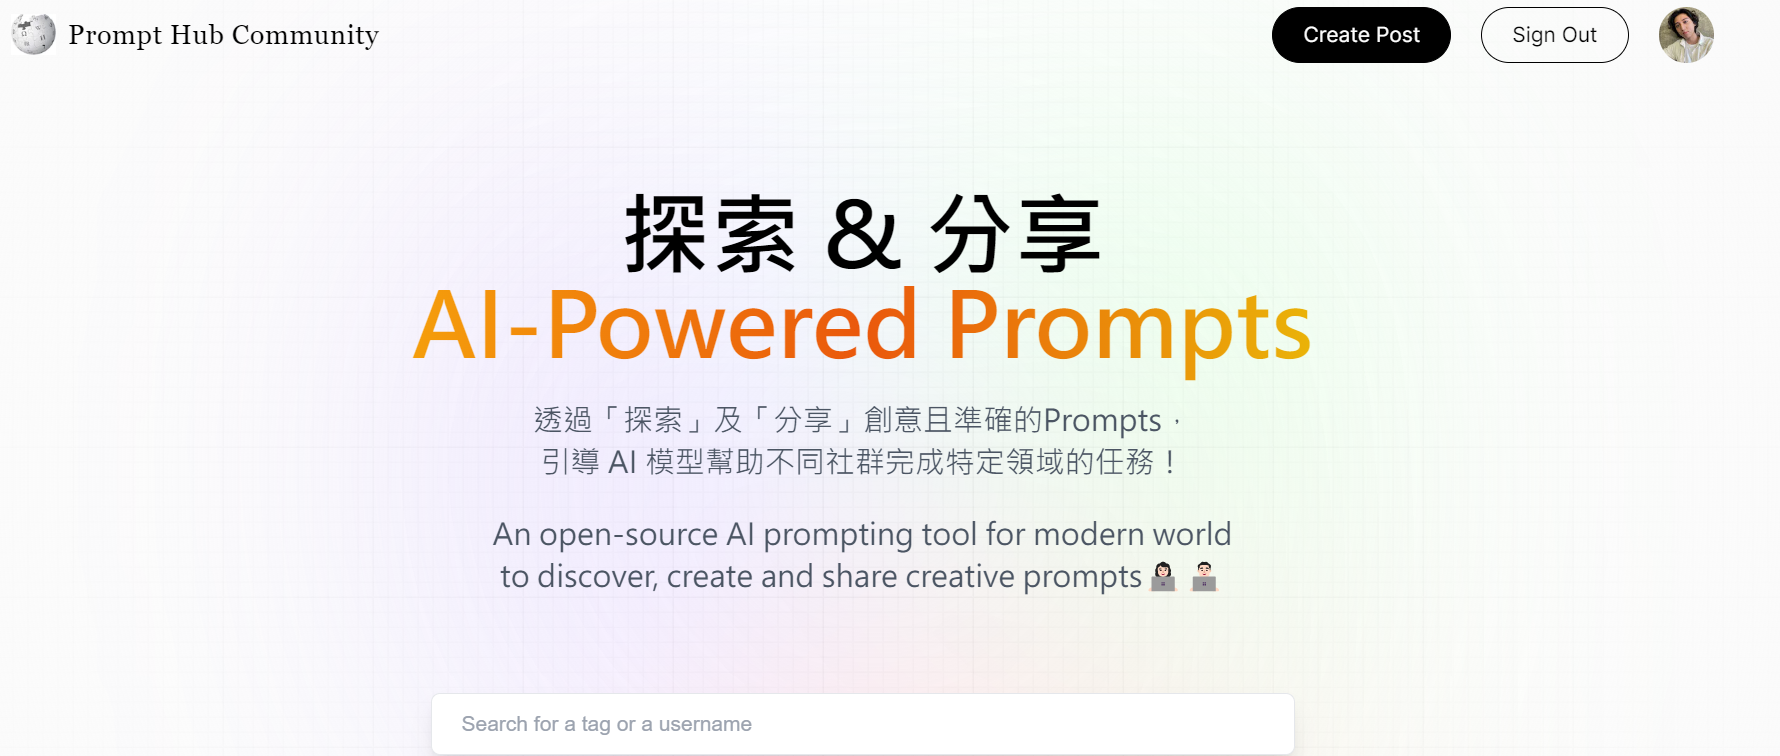 Prompt Hub Community
Create Post
Sign Out
探索 & 分享
AI-Powered Prompts
透過「探索」及「分享」創意且準確的Prompts，
引導 AI 模型幫助不同社群完成特定領域的任務！
An open-source AI prompting tool for modern world
to discover, create and share creative prompts
Search for a tag or a username